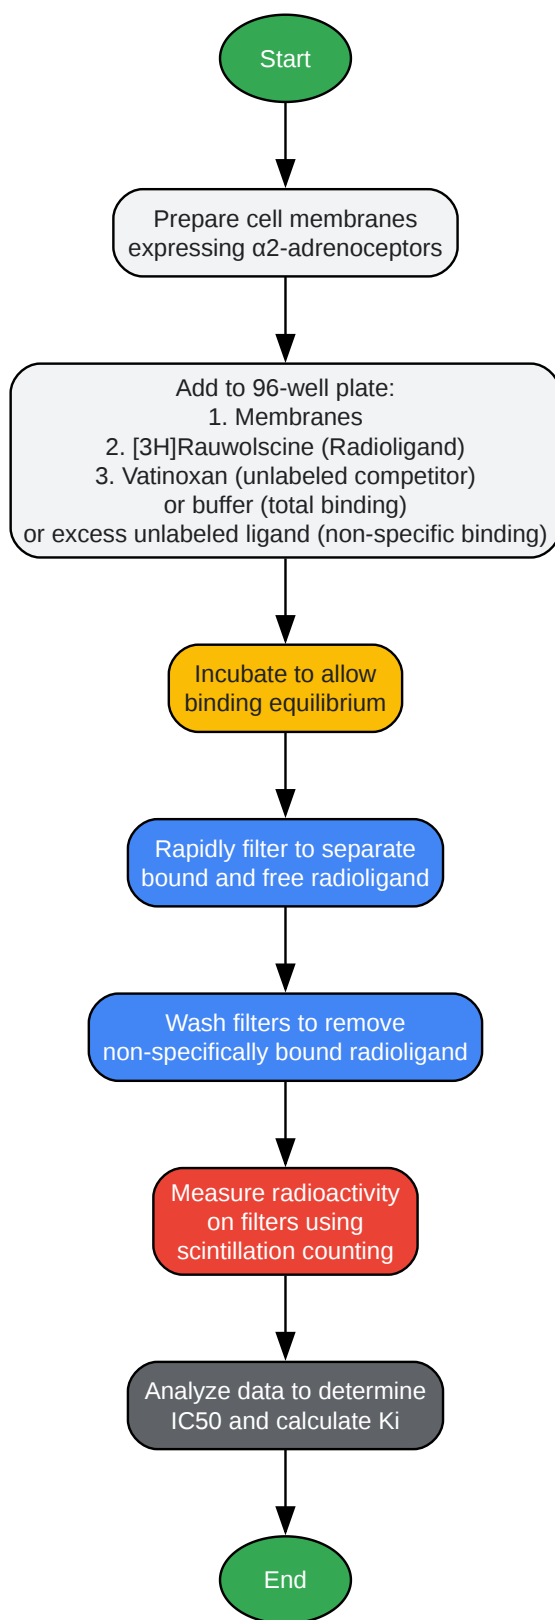 Start
Prepare cell membranes
expressing α2-adrenoceptors
Add to 96-well plate:
1. Membranes
2. [3H]Rauwolscine (Radioligand)
3. Vatinoxan (unlabeled competitor)
or buffer (total binding)
or excess unlabeled ligand (non-specific binding)
Incubate to allow
binding equilibrium
Rapidly filter to separate
bound and free radioligand
Wash filters to remove
non-specifically bound radioligand
Measure radioactivity
on filters using
scintillation counting
Analyze data to determine
IC50 and calculate Ki
End